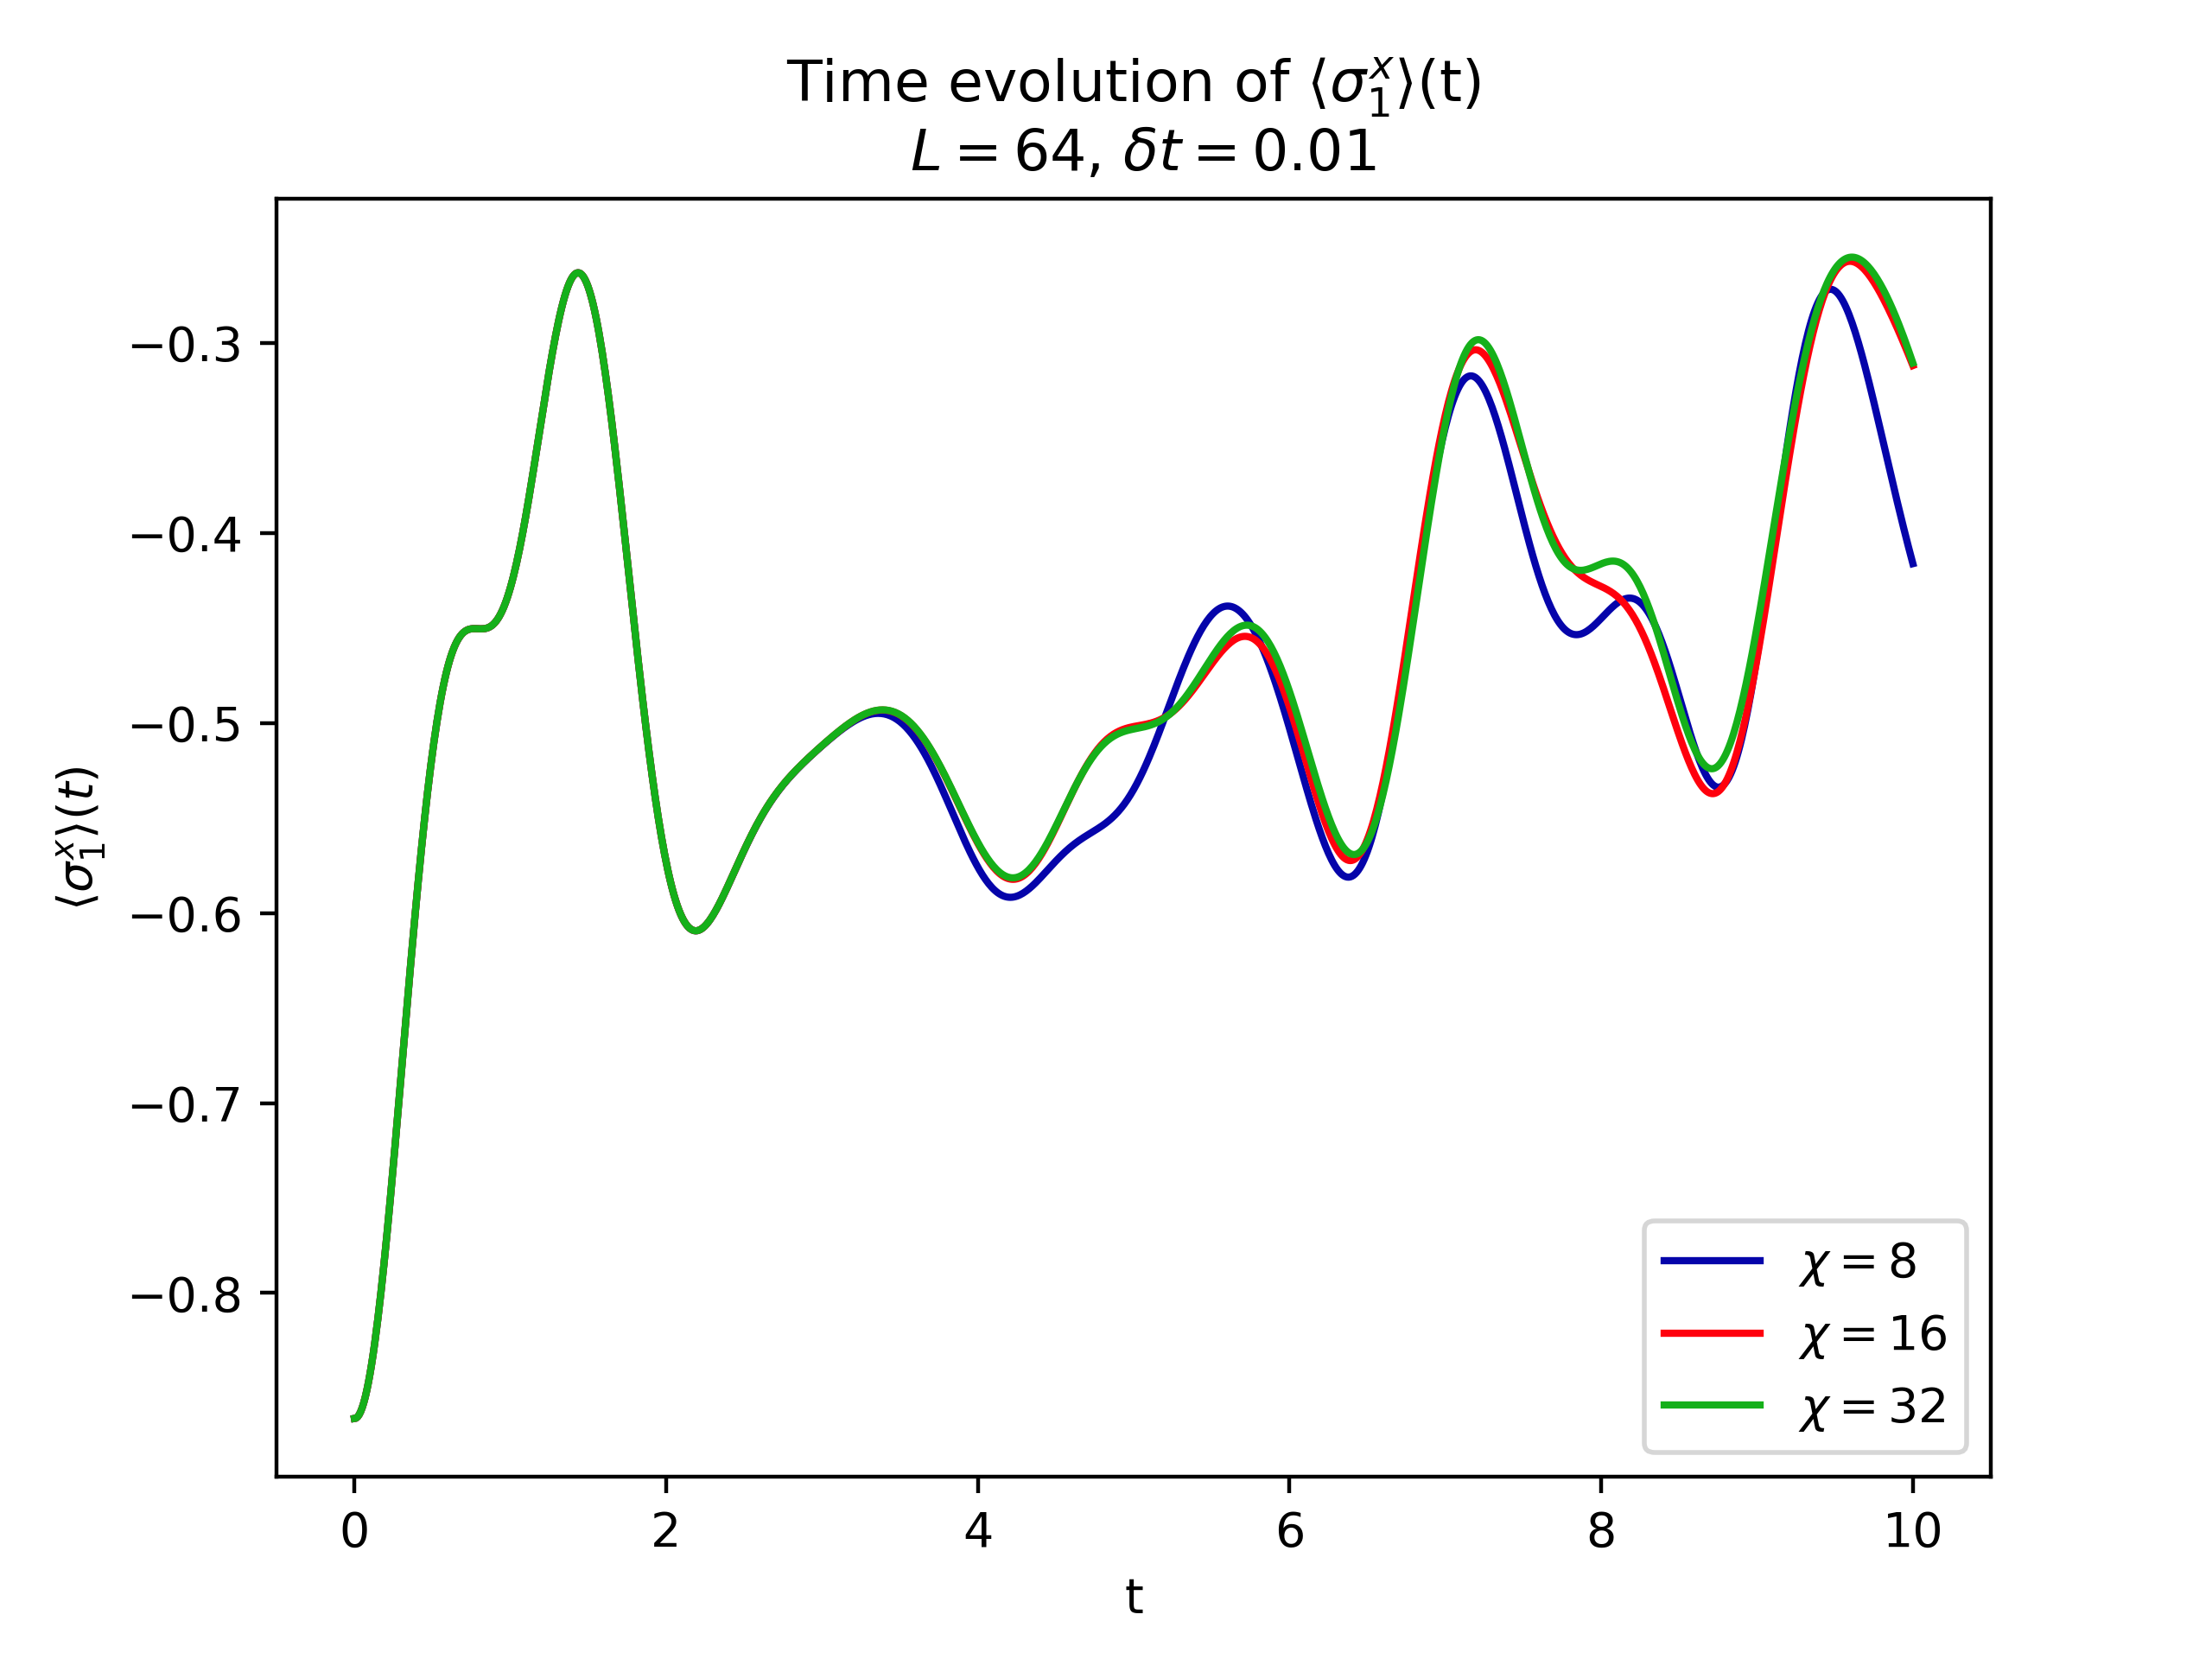 Time evolution of ⟨σ₁ˣ⟩(t)
L = 64, δt = 0.01
⟨σ₁ˣ⟩(t)
−0.3
−0.4
−0.5
−0.6
−0.7
−0.8
χ = 8
χ = 16
χ = 32
0 2 4 6 8 10
t